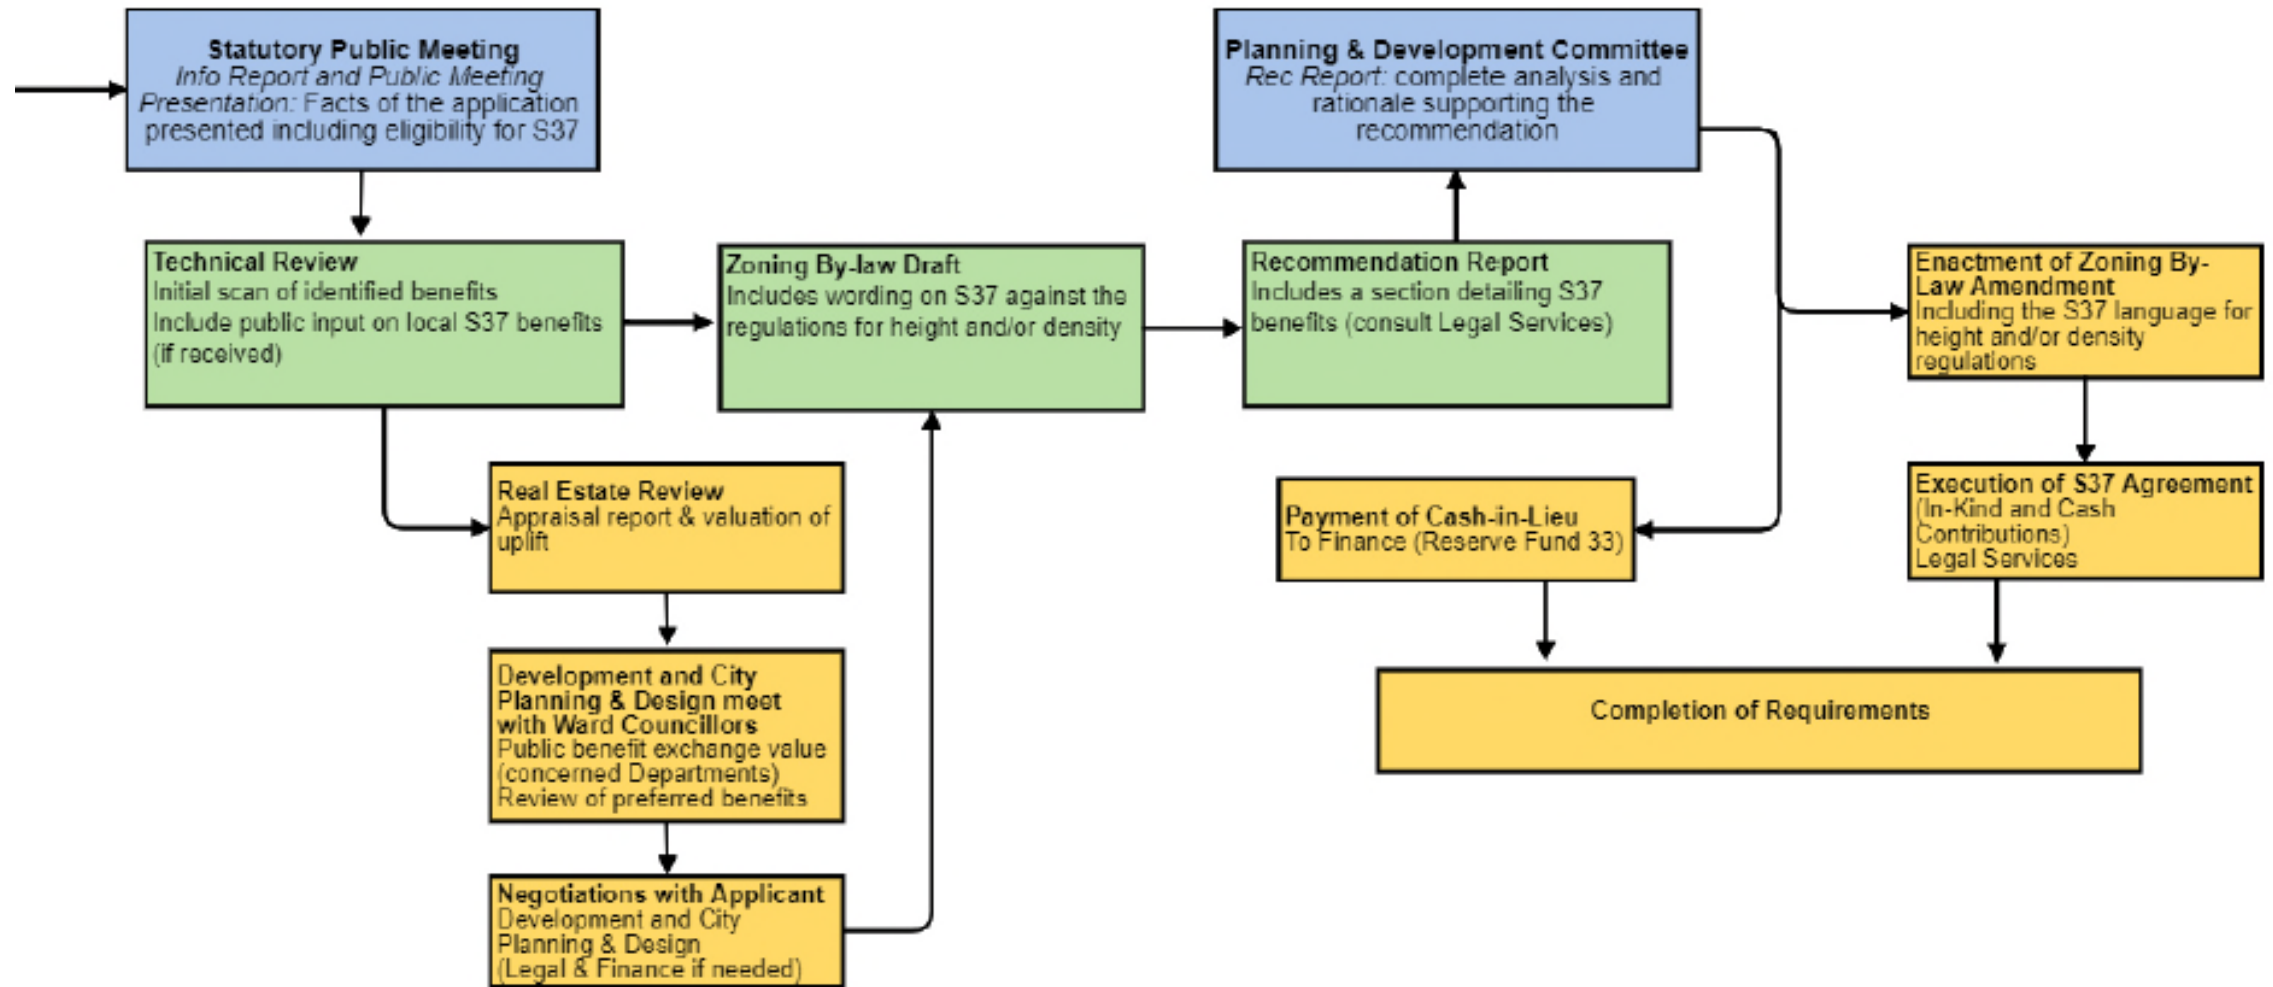 Statutory Public Meeting
Info Report and Public Meeting
Presentation: Facts of the application
presented including eligibility for S37
Planning & Development Committee
Rec Report: complete analysis and
rationale supporting the
recommendation
Technical Review
Initial scan of identified benefits
Include public input on local S37 benefits
(if received)
Zoning By-law Draft
Includes wording on S37 against the
regulations for height and/or density
Recommendation Report
Includes a section detailing S37
benefits (consult Legal Services)
Enactment of Zoning By-
Law Amendment
Including the S37 language for
height and/or density
regulations
Real Estate Review
Appraisal report & valuation of
uplift
Payment of Cash-in-Lieu
To Finance (Reserve Fund 33)
Execution of S37 Agreement
(In-Kind and Cash
Contributions)
Legal Services
Development and City
Planning & Design meet
with Ward Councillors
Public benefit exchange value
(concerned Departments)
Review of preferred benefits
Completion of Requirements
Negotiations with Applicant
Development and City
Planning & Design
(Legal & Finance if needed)